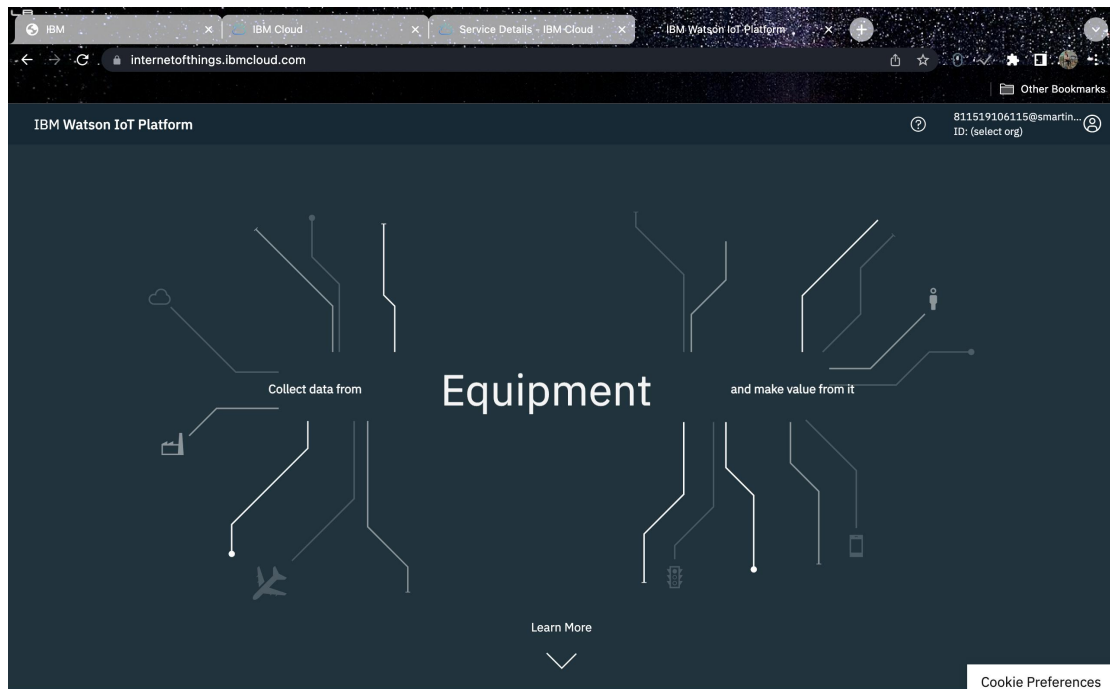 IBM
IBM Cloud
Service Details - IBM Cloud
IBM Watson IoT Platform
internetofthings.ibmcloud.com
Other Bookmarks
IBM Watson IoT Platform
811519106115@smartin...
ID: (select org)
Collect data from
Equipment
and make value from it
Learn More
Cookie Preferences